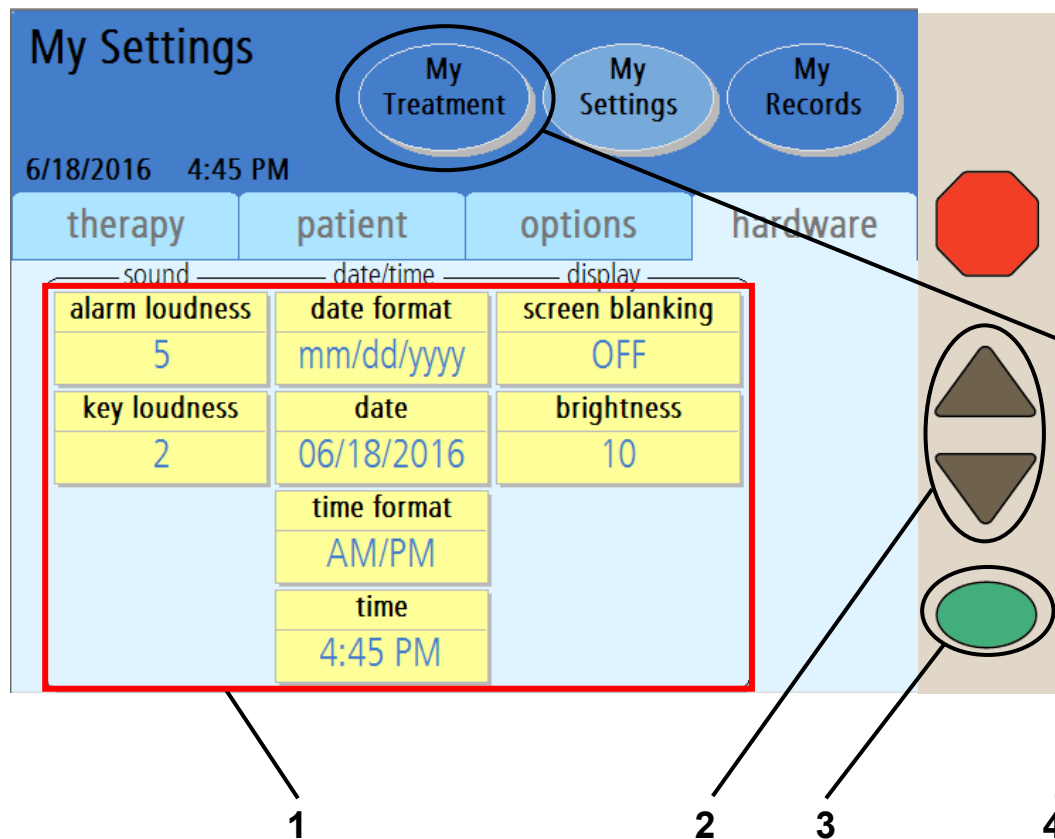 My Settings
My
Treatment
My
Settings
My
Records
6/18/2016 4:45 PM
therapy patient options hardware
sound date/time display
alarm loudness date format screen blanking
5 mm/dd/yyyy OFF
key loudness date brightness
2 06/18/2016 10
time format
AM/PM
time
4:45 PM
1 2 3 4